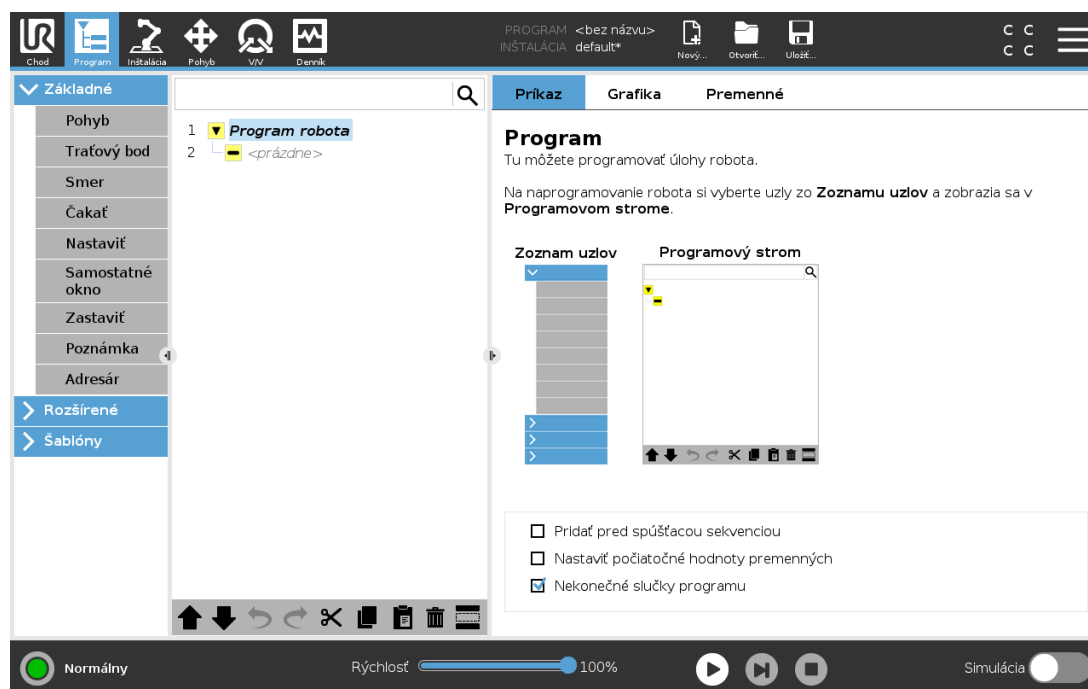 Chod
Program
Inštalácia
Pohyb
V/V
Denník
PROGRAM <bez názvu>
INŠTALÁCIA default*
Nový...
Otvoriť...
Uložiť...
C C
C C
Základné
Pohyb
Traťový bod
Smer
Čakať
Nastaviť
Samostatné
okno
Zastaviť
Poznámka
Adresár
Rozšírené
Šablóny
1 Program robota
2 <prázdne>
Príkaz Grafika Premenné
Program
Tu môžete programovať úlohy robota.
Na naprogramovanie robota si vyberte uzly zo Zoznamu uzlov a zobrazia sa v
Programovom strome.
Zoznam uzlov
Programový strom
Pridať pred spúšťacou sekvenciou
Nastaviť počiatočné hodnoty premenných
Nekonečné slučky programu
Normálny
Rýchlosť 100%
Simulácia